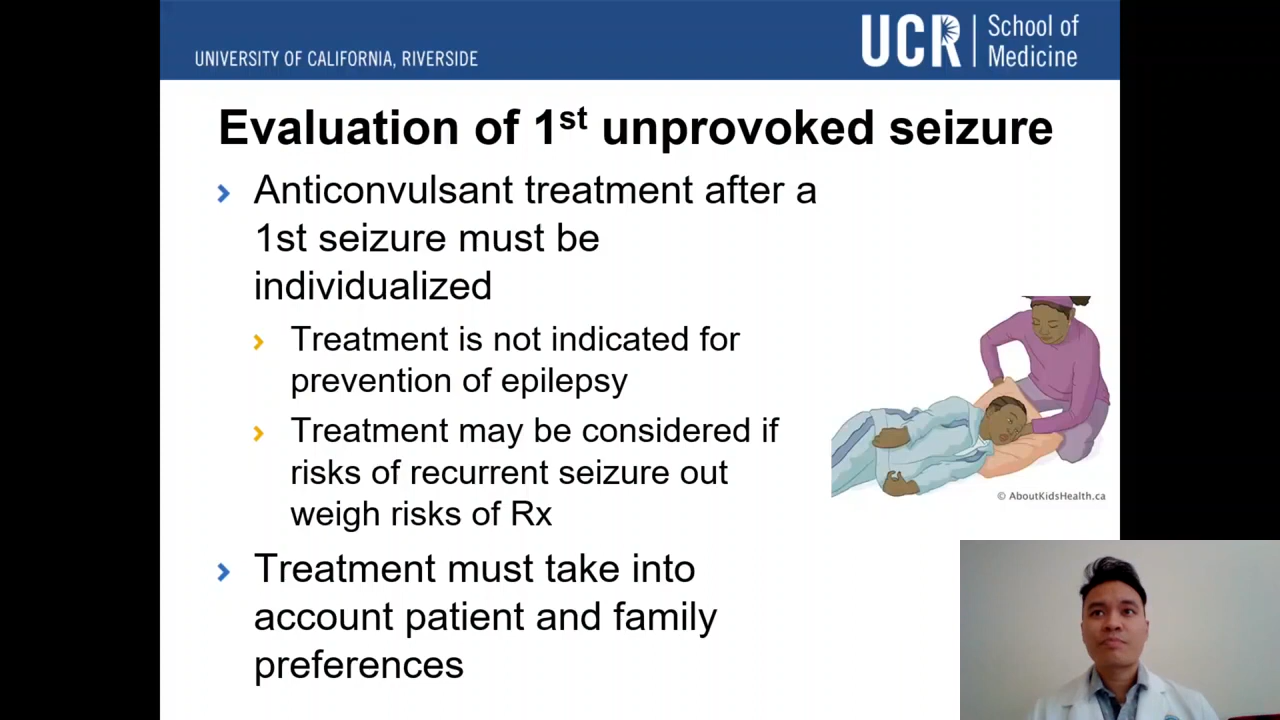 UNIVERSITY OF CALIFORNIA, RIVERSIDE
UCR School of
Medicine
Evaluation of 1st unprovoked seizure
Anticonvulsant treatment after a
1st seizure must be
individualized
Treatment is not indicated for
prevention of epilepsy
Treatment may be considered if
risks of recurrent seizure out
weigh risks of Rx
Treatment must take into
account patient and family
preferences
© AboutKidsHealth.ca